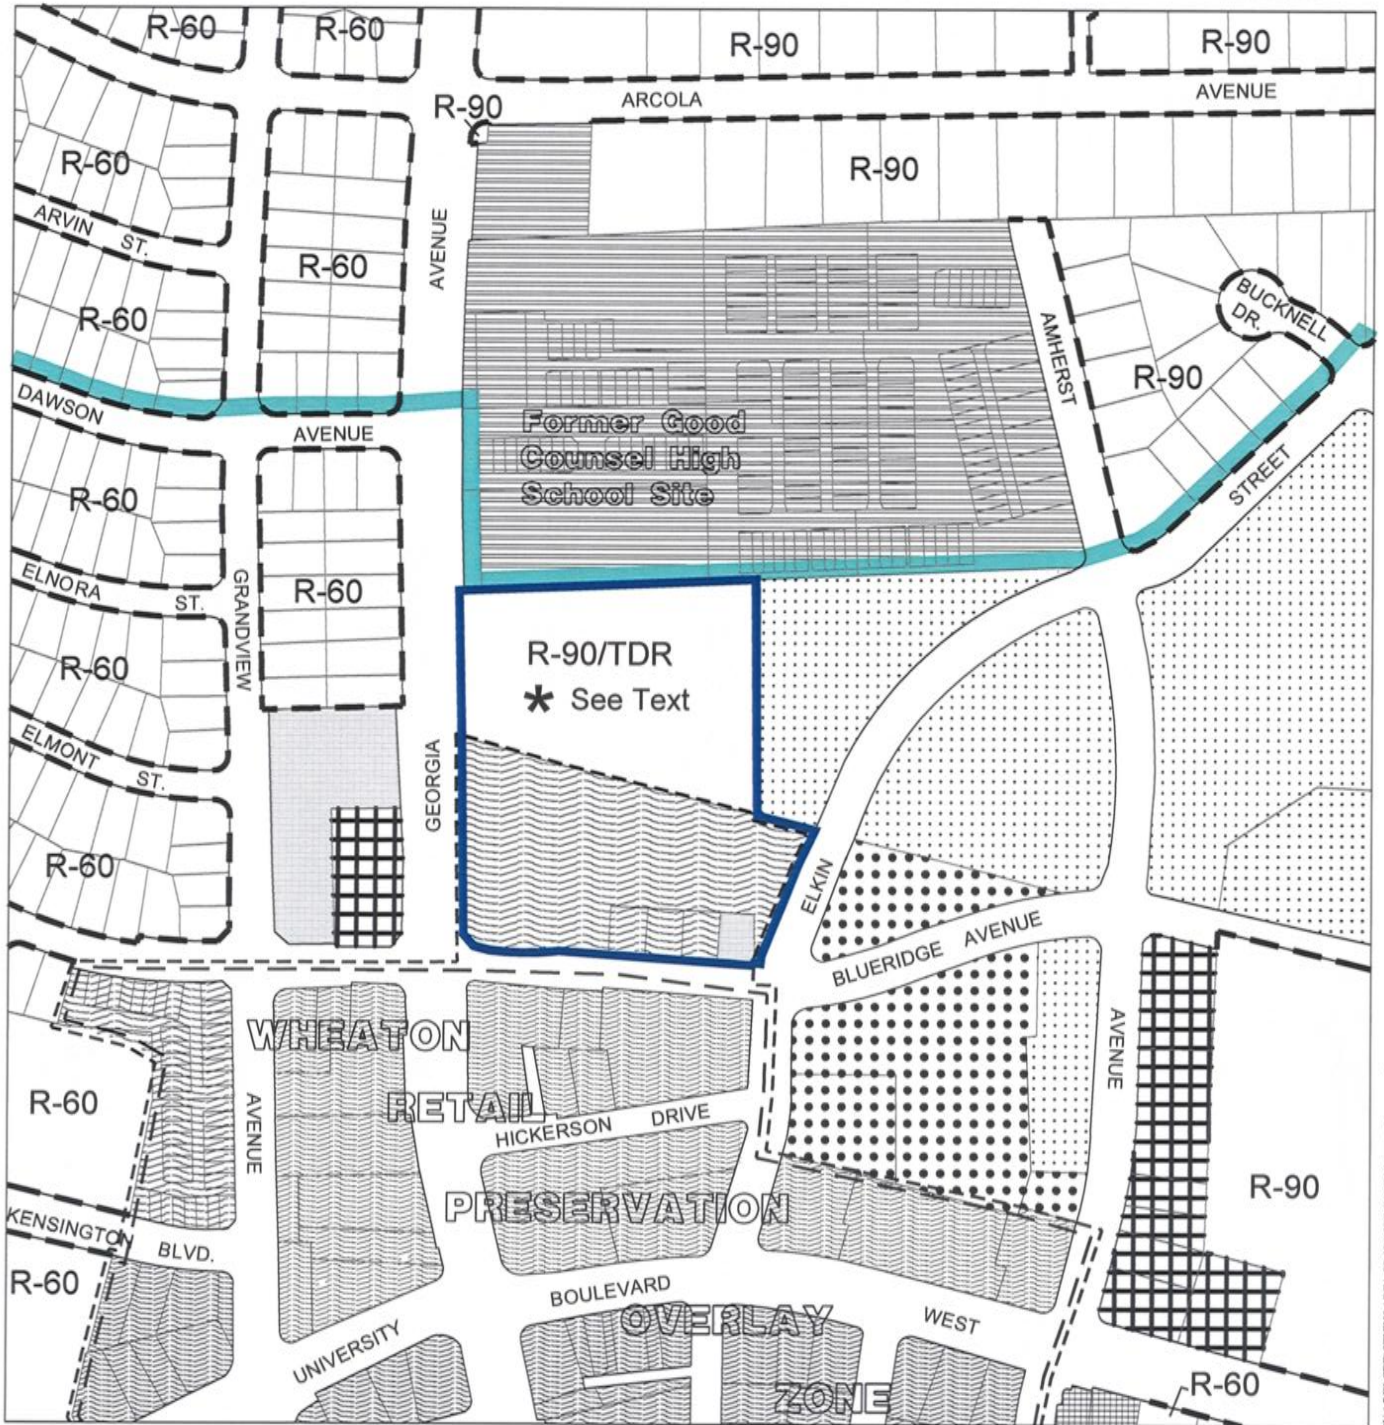 R-60
R-60
R-90
R-90
ARCOLA
AVENUE
R-90
R-60
R-90
ARVIN ST.
AVENUE
R-60
R-60
BUCKNELL
DR.
AMHERST
R-90
DAWSON
AVENUE
Former Good
Counsel High
School Site
STREET
R-60
ELNORA ST.
GRANDVIEW
R-60
R-60
R-90/TDR
* See Text
ELMONT ST.
GEORGIA
R-60
ELKIN
BLUERIDGE AVENUE
WHEATON
RETAIL
PRESERVATION
OVERLAY
ZONE
AVENUE
R-60
AVENUE
HICKERSON DRIVE
R-90
KENSINGTON BLVD.
R-60
UNIVERSITY
BOULEVARD
WEST
R-60